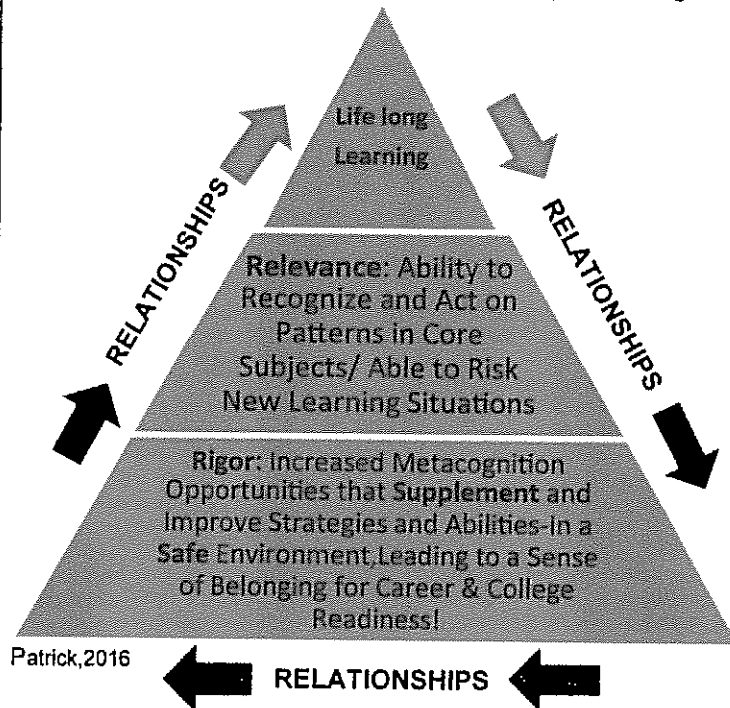 Life long
Learning
RELATIONSHIPS
RELATIONSHIPS
Relevance: Ability to
Recognize and Act on
Patterns in Core
Subjects/ Able to Risk
New Learning Situations
Rigor: Increased Metacognition
Opportunities that Supplement and
Improve Strategies and Abilities-In a
Safe Environment,Leading to a Sense
of Belonging for Career & College
Readiness!
Patrick,2016
RELATIONSHIPS